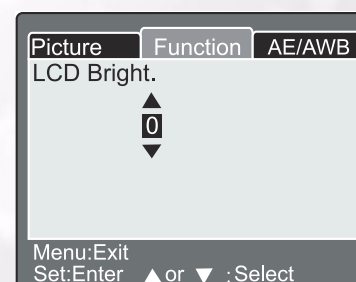 Picture Function AE/AWB
LCD Bright.
▲
0
▼
Menu:Exit
Set:Enter ▲ or ▼ :Select